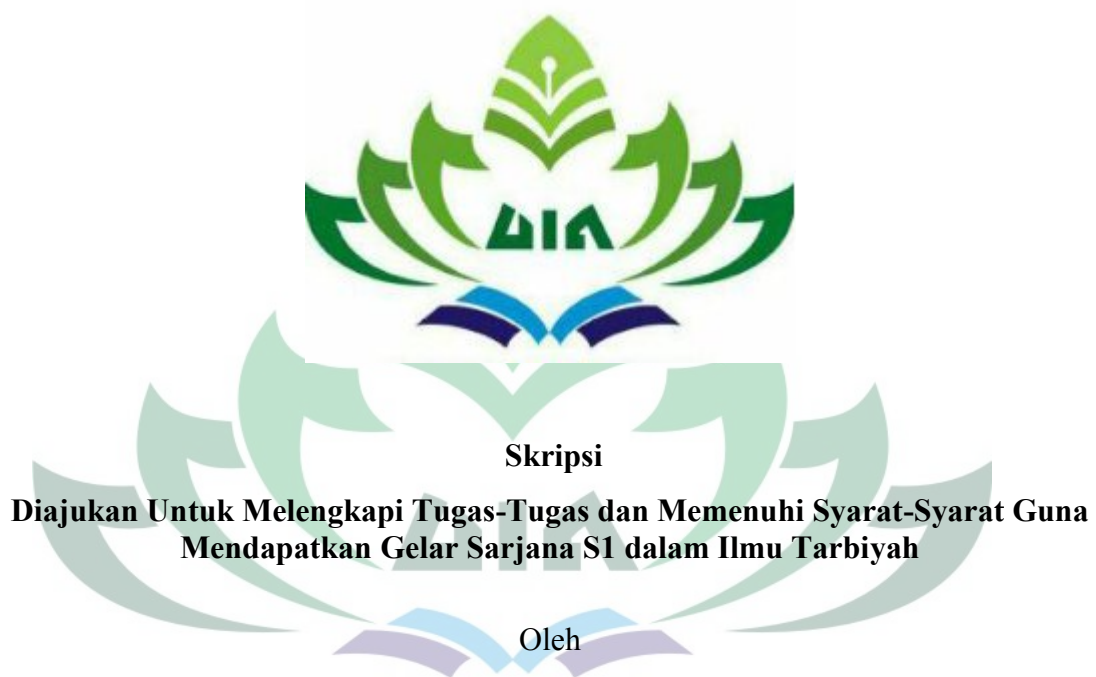 UIN
Skripsi
Diajukan Untuk Melengkapi Tugas-Tugas dan Memenuhi Syarat-Syarat Guna
Mendapatkan Gelar Sarjana S1 dalam Ilmu Tarbiyah
Oleh